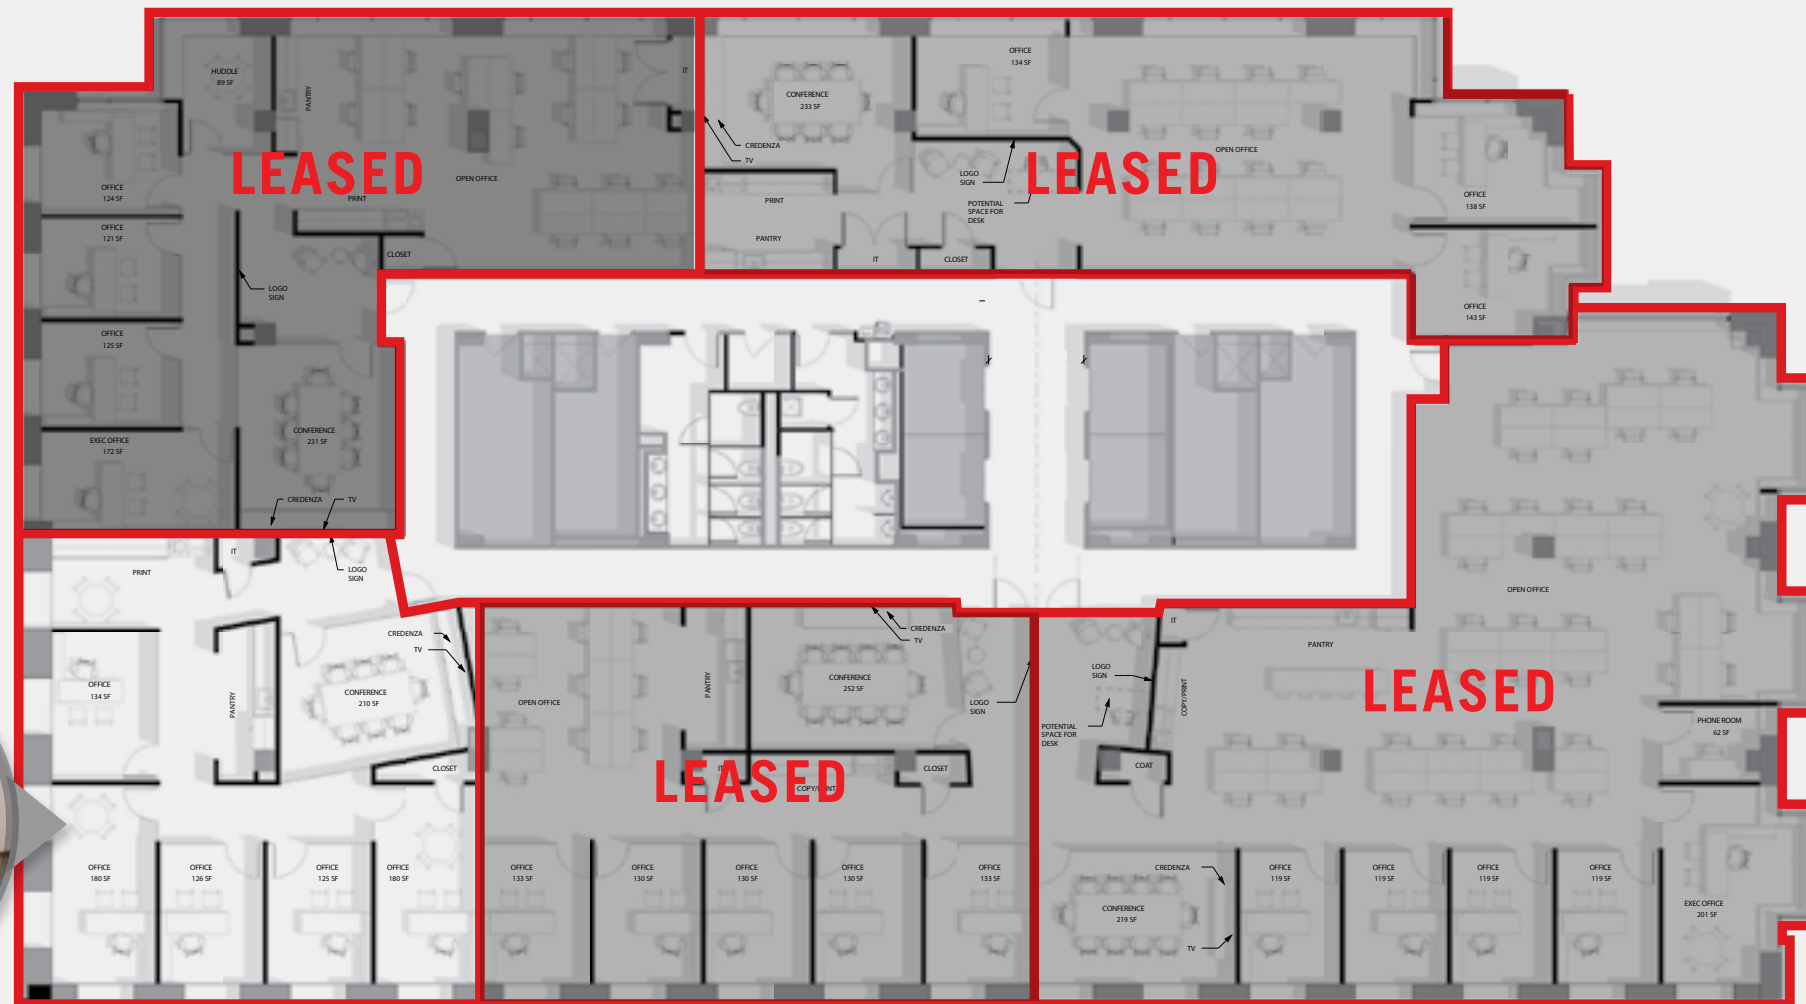 HUDDLE
89 SF
PANTRY
IT
OFFICE
124 SF
LEASED
OPEN OFFICE
PRINT
OFFICE
121 SF
CLOSET
LOGO
SIGN
OFFICE
125 SF
EXEC OFFICE
172 SF
CONFERENCE
231 SF
CREDENZA
TV
CONFERENCE
233 SF
OFFICE
134 SF
CREDENZA
TV
OPEN OFFICE
LEASED
LOGO
SIGN
POTENTIAL
SPACE FOR
DESK
PRINT
PANTRY
IT
CLOSET
OFFICE
138 SF
OFFICE
143 SF
IT
PRINT
LOGO
SIGN
CREDENZA
TV
OFFICE
134 SF
PANTRY
CONFERENCE
210 SF
CLOSET
OFFICE
180 SF
OFFICE
126 SF
OFFICE
125 SF
OFFICE
180 SF
CREDENZA
TV
OPEN OFFICE
PANTRY
CONFERENCE
252 SF
LOGO
SIGN
IT
LEASED
CLOSET
COPY/PRINT
OFFICE
133 SF
OFFICE
130 SF
OFFICE
130 SF
OFFICE
130 SF
OFFICE
133 SF
OPEN OFFICE
IT
PANTRY
LOGO
SIGN
COPY/PRINT
LEASED
POTENTIAL
SPACE FOR
DESK
COAT
PHONE ROOM
62 SF
CREDENZA
CONFERENCE
219 SF
TV
OFFICE
119 SF
OFFICE
119 SF
OFFICE
119 SF
OFFICE
119 SF
EXEC OFFICE
201 SF